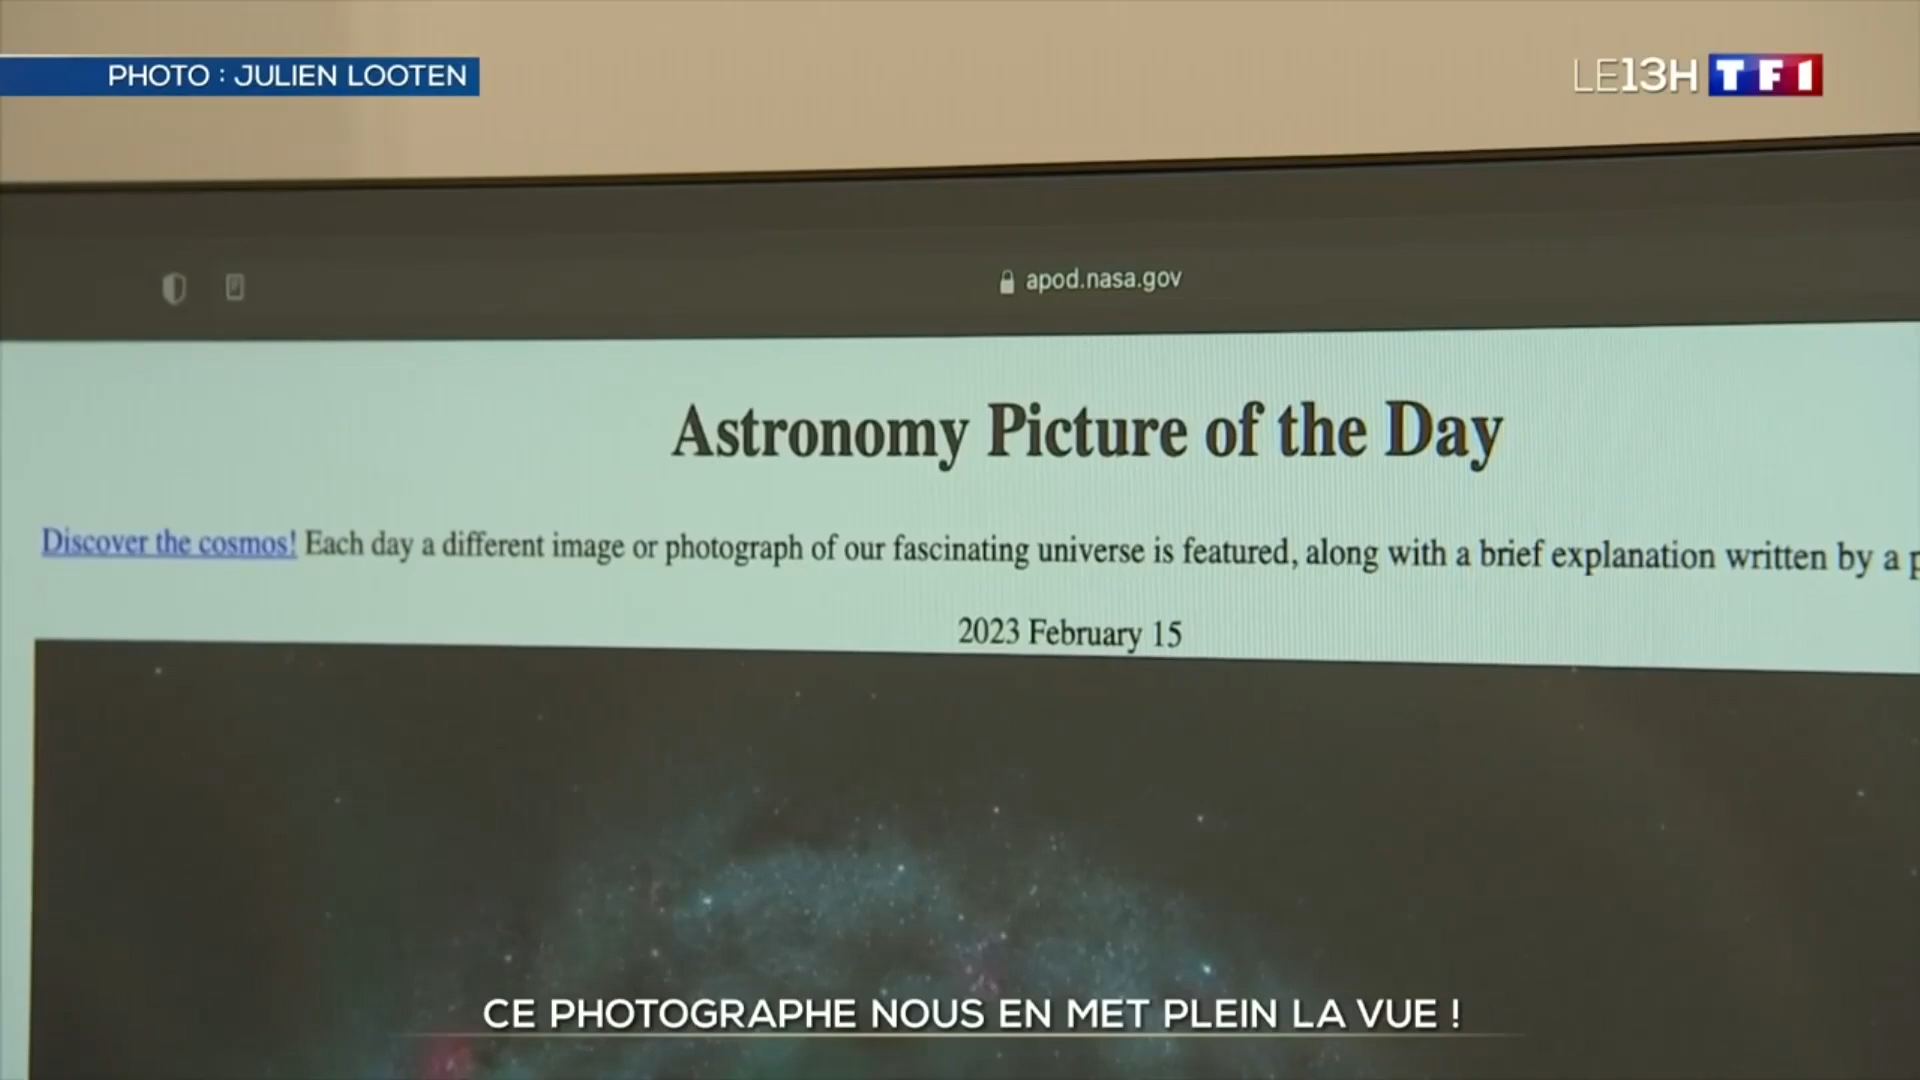 PHOTO : JULIEN LOOTEN
LE13H TF1
apod.nasa.gov
Astronomy Picture of the Day
Discover the cosmos! Each day a different image or photograph of our fascinating universe is featured, along with a brief explanation written by a
2023 February 15
CE PHOTOGRAPHE NOUS EN MET PLEIN LA VUE !